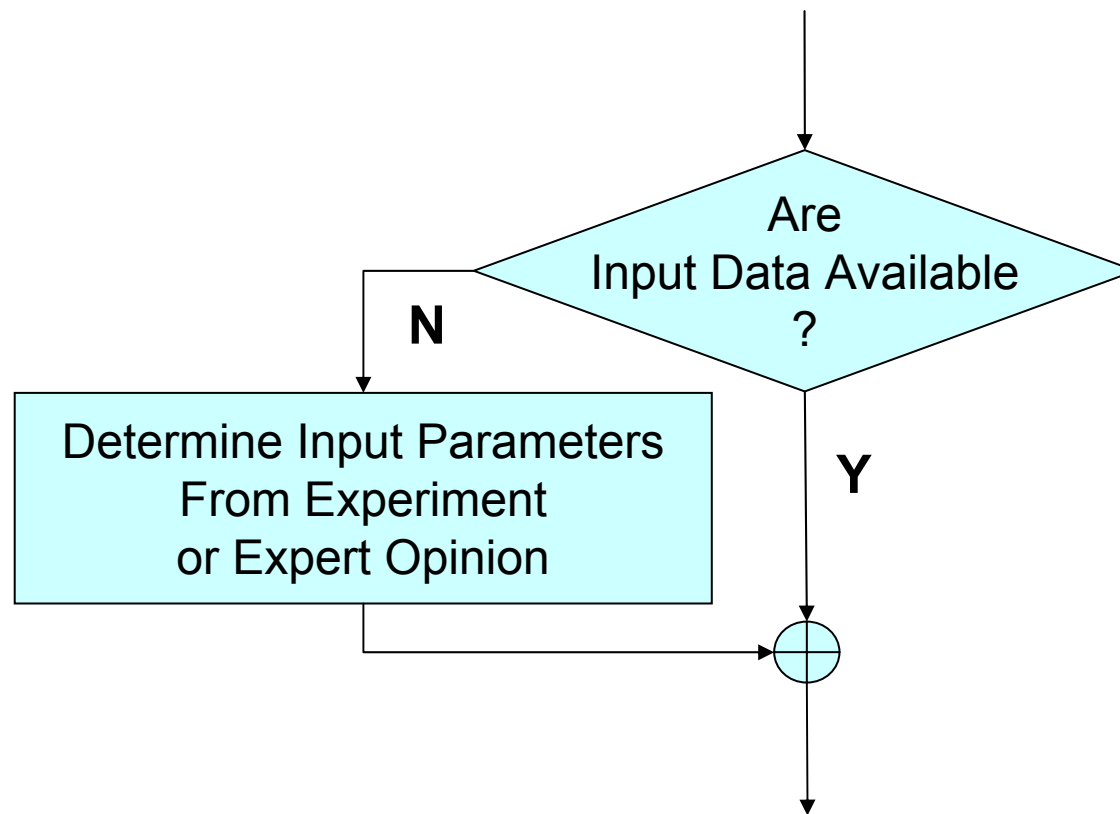 Are
Input Data Available
?
N
Determine Input Parameters
From Experiment
or Expert Opinion
Y